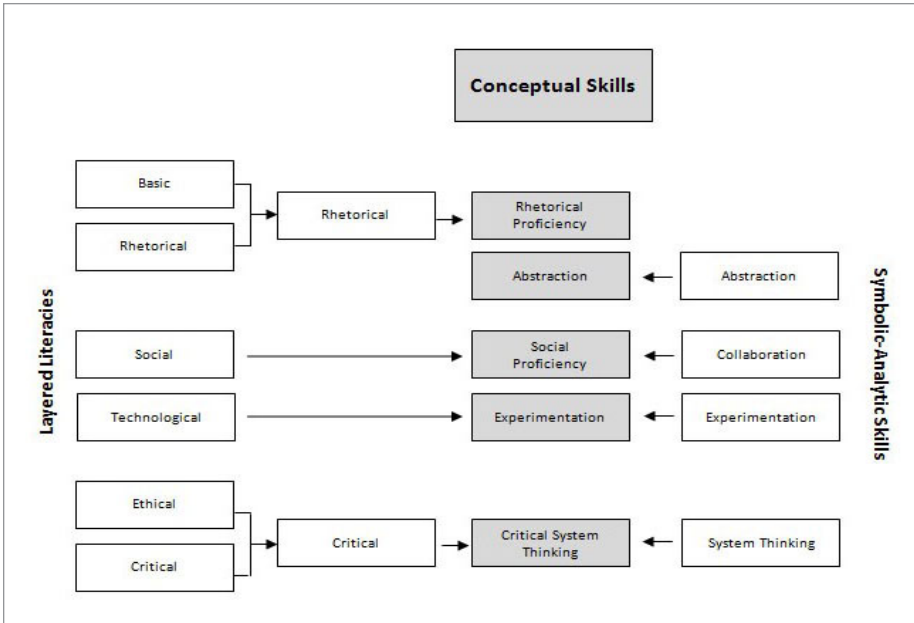 Conceptual Skills
Basic
Rhetorical
Rhetorical
Rhetorical
Proficiency
Abstraction
Abstraction
Layered Literacies
Social
Social
Proficiency
Collaboration
Technological
Experimentation
Experimentation
Symbolic-Analytic Skills
Ethical
Critical
Critical
Critical System
Thinking
System Thinking